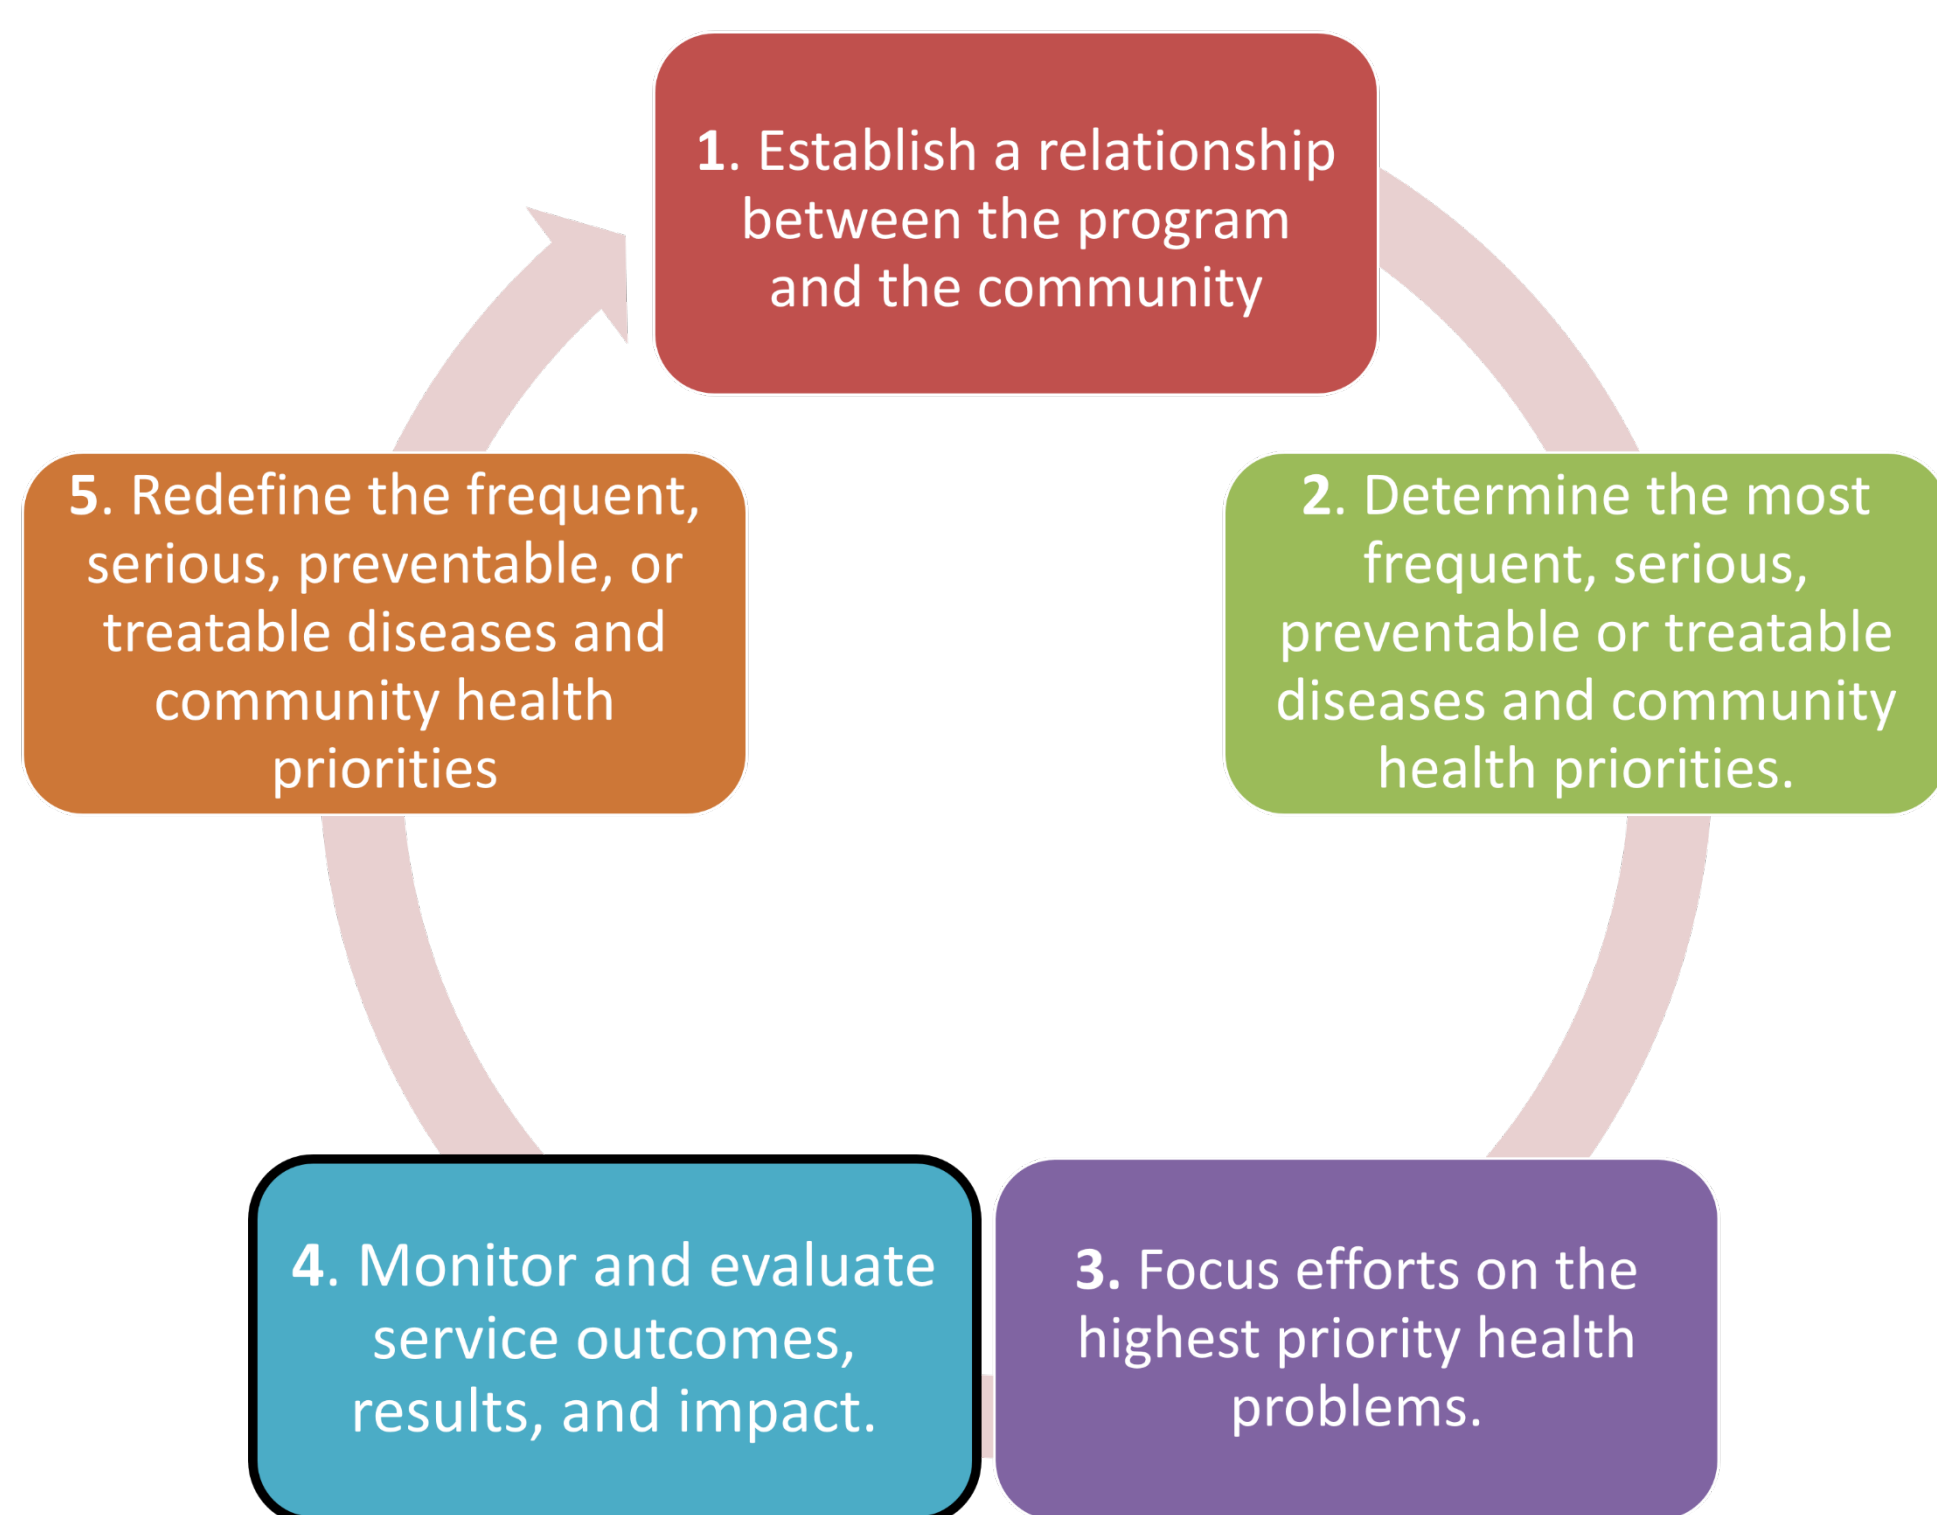 1. Establish a relationship
between the program
and the community
2. Determine the most
frequent, serious,
preventable or treatable
diseases and community
health priorities.
3. Focus efforts on the
highest priority health
problems.
4. Monitor and evaluate
service outcomes,
results, and impact.
5. Redefine the frequent,
serious, preventable, or
treatable diseases and
community health
priorities